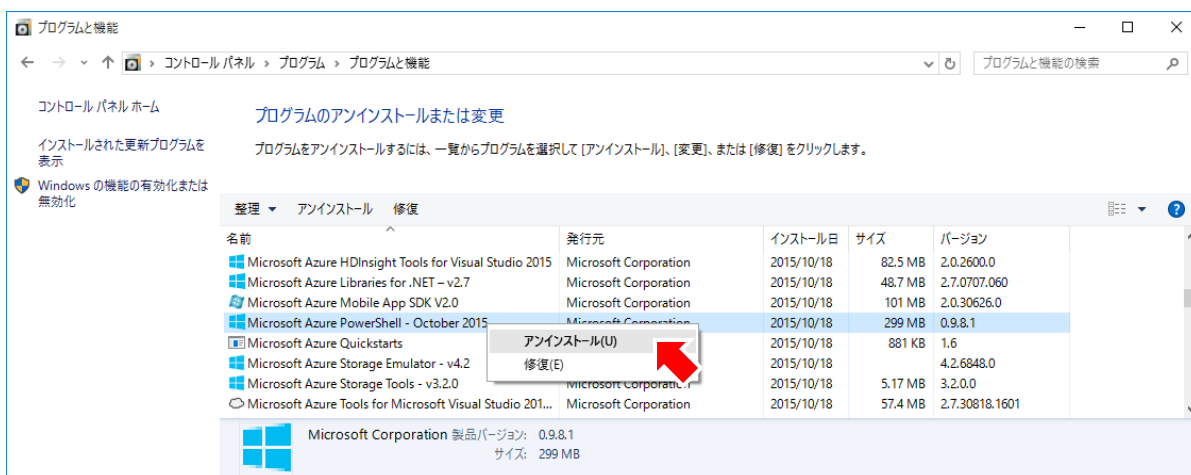 プログラムと機能
コントロール パネル › プログラム › プログラムと機能
プログラムと機能の検索
コントロール パネル ホーム
インストールされた更新プログラムを
表示
Windows の機能の有効化または
無効化
プログラムのアンインストールまたは変更
プログラムをアンインストールするには、一覧からプログラムを選択して [アンインストール]、[変更]、または [修復] をクリックします。
整理 アンインストール 修復
名前 発行元 インストール日 サイズ バージョン
Microsoft Azure HDInsight Tools for Visual Studio 2015 Microsoft Corporation 2015/10/18 82.5 MB 2.0.2600.0
Microsoft Azure Libraries for .NET – v2.7 Microsoft Corporation 2015/10/18 48.7 MB 2.7.0707.060
Microsoft Azure Mobile App SDK V2.0 Microsoft Corporation 2015/10/18 101 MB 2.0.30626.0
Microsoft Azure PowerShell - October 2015 Microsoft Corporation 2015/10/18 299 MB 0.9.8.1
Microsoft Azure Quickstarts 2015/10/18 881 KB 1.6
アンインストール(U)
Microsoft Azure Storage Emulator - v4.2 2015/10/18 4.2.6848.0
修復(E)
Microsoft Azure Storage Tools - v3.2.0 Microsoft Corporation 2015/10/18 5.17 MB 3.2.0.0
Microsoft Azure Tools for Microsoft Visual Studio 201... Microsoft Corporation 2015/10/18 57.4 MB 2.7.30818.1601
Microsoft Corporation 製品バージョン: 0.9.8.1
サイズ: 299 MB